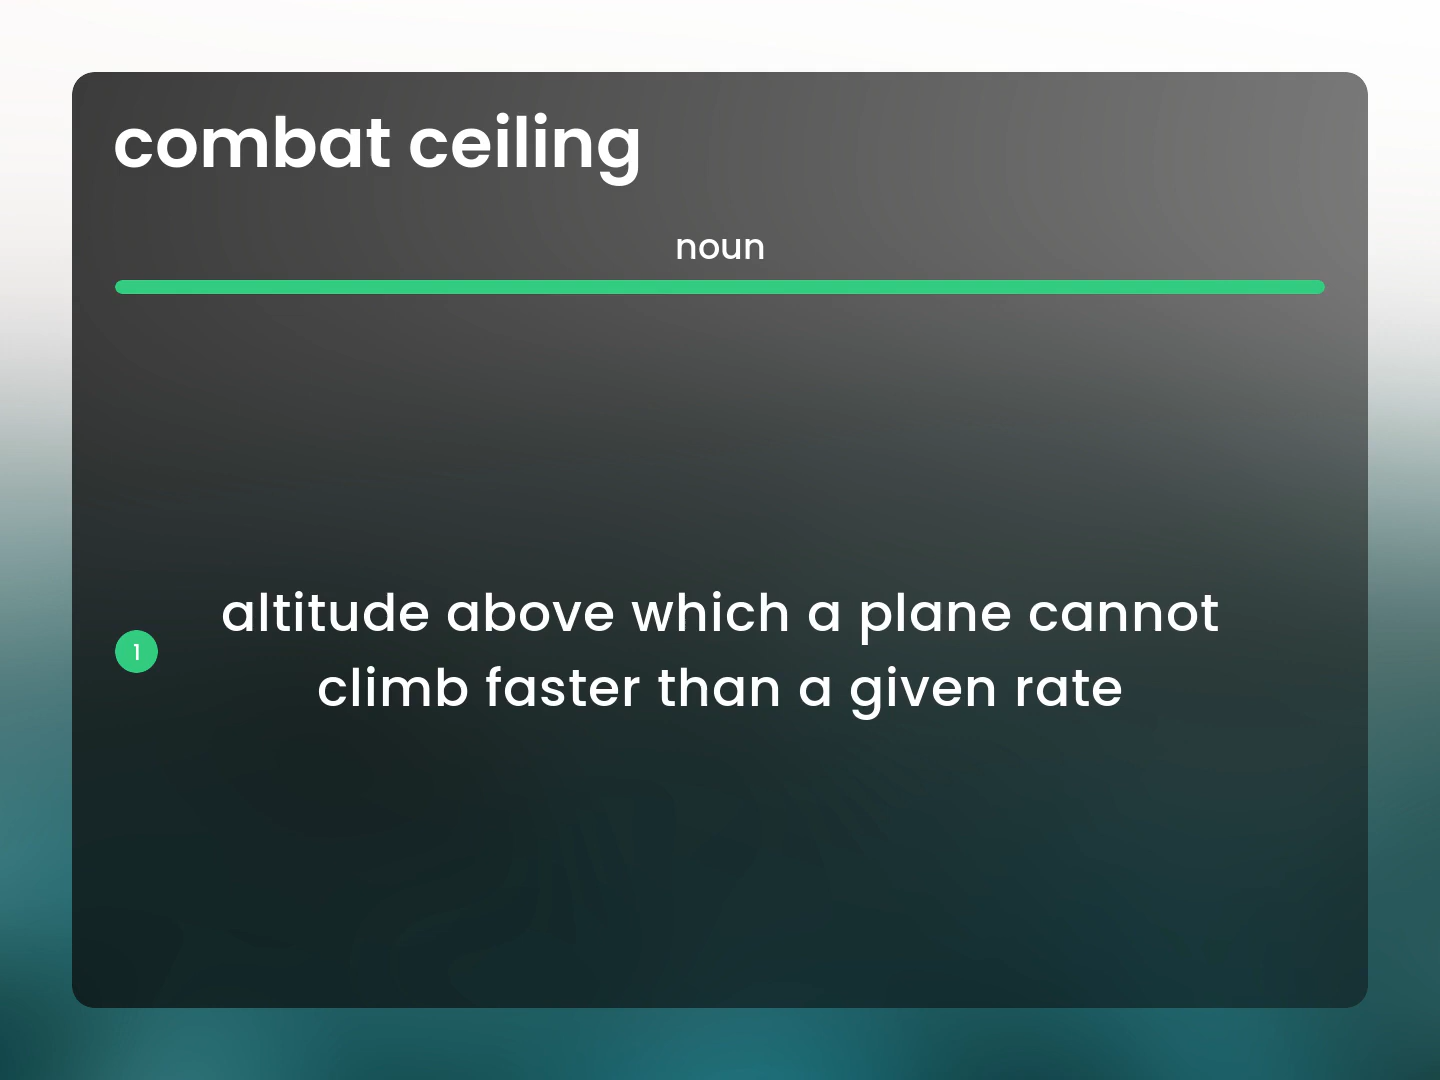 combat ceiling
noun
1
altitude above which a plane cannot
climb faster than a given rate